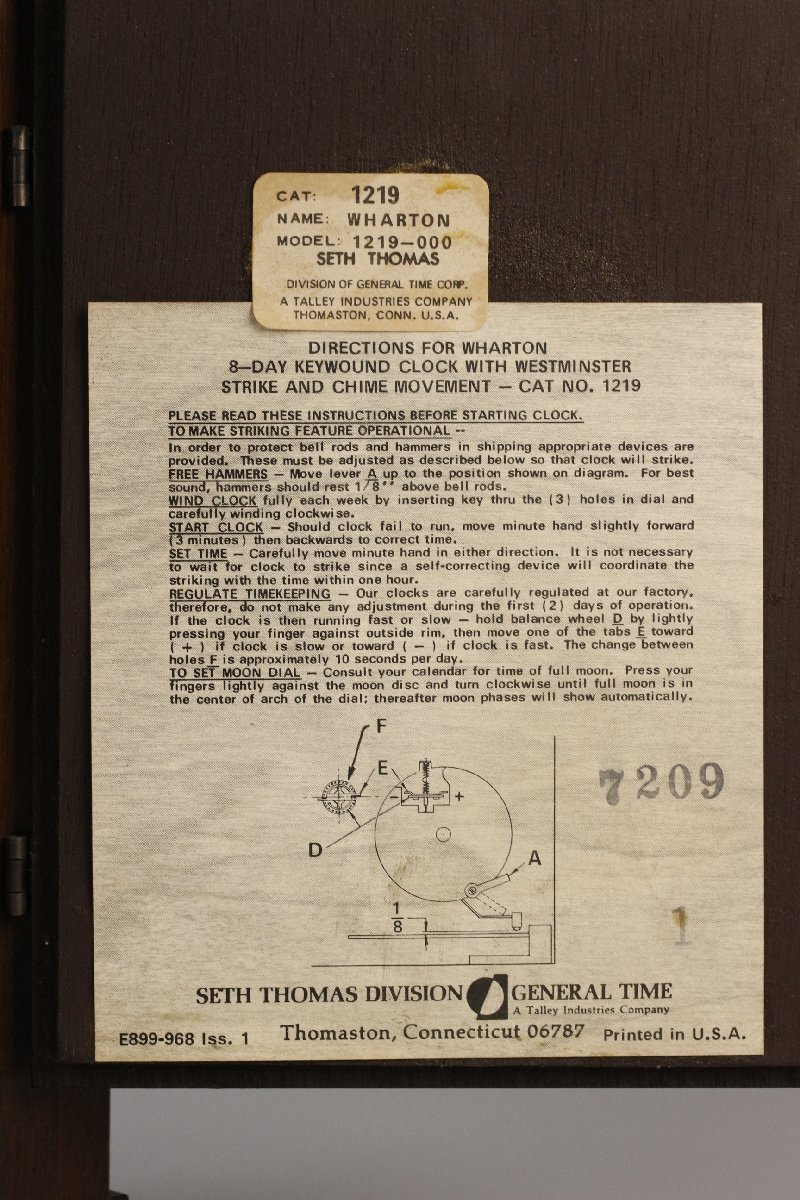 CAT: 1219
NAME: WHARTON
MODEL: 1219-000
SETH THOMAS
DIVISION OF GENERAL TIME CORP.
A TALLEY INDUSTRIES COMPANY
THOMASTON, CONN. U.S.A.
DIRECTIONS FOR WHARTON
8-DAY KEYWOUND CLOCK WITH WESTMINSTER
STRIKE AND CHIME MOVEMENT - CAT NO. 1219
PLEASE READ THESE INSTRUCTIONS BEFORE STARTING CLOCK.
TO MAKE STRIKING FEATURE OPERATIONAL --
In order to protect bell rods and hammers in shipping appropriate devices are
provided. These must be adjusted as described below so that clock will strike.
FREE HAMMERS - Move lever A up to the position shown on diagram. For best
sound, hammers should rest 1/8'' above bell rods.
WIND CLOCK fully each week by inserting key thru the (3) holes in dial and
carefully winding clockwise.
START CLOCK - Should clock fail to run, move minute hand slightly forward
(3 minutes) then backwards to correct time.
SET TIME - Carefully move minute hand in either direction. It is not necessary
to wait for clock to strike since a self-correcting device will coordinate the
striking with the time within one hour.
REGULATE TIMEKEEPING - Our clocks are carefully regulated at our factory,
therefore, do not make any adjustment during the first (2) days of operation.
If the clock is then running fast or slow - hold balance wheel D by lightly
pressing your finger against outside rim, then move one of the tabs E toward
( + ) if clock is slow or toward ( - ) if clock is fast. The change between
holes F is approximately 10 seconds per day.
TO SET MOON DIAL - Consult your calendar for time of full moon. Press your
fingers lightly against the moon disc and turn clockwise until full moon is in
the center of arch of the dial; thereafter moon phases will show automatically.
F
E
- +
D
A
1/8
7209
1
SETH THOMAS DIVISION GENERAL TIME
A Talley Industries Company
E899-968 Iss. 1 Thomaston, Connecticut 06787 Printed in U.S.A.